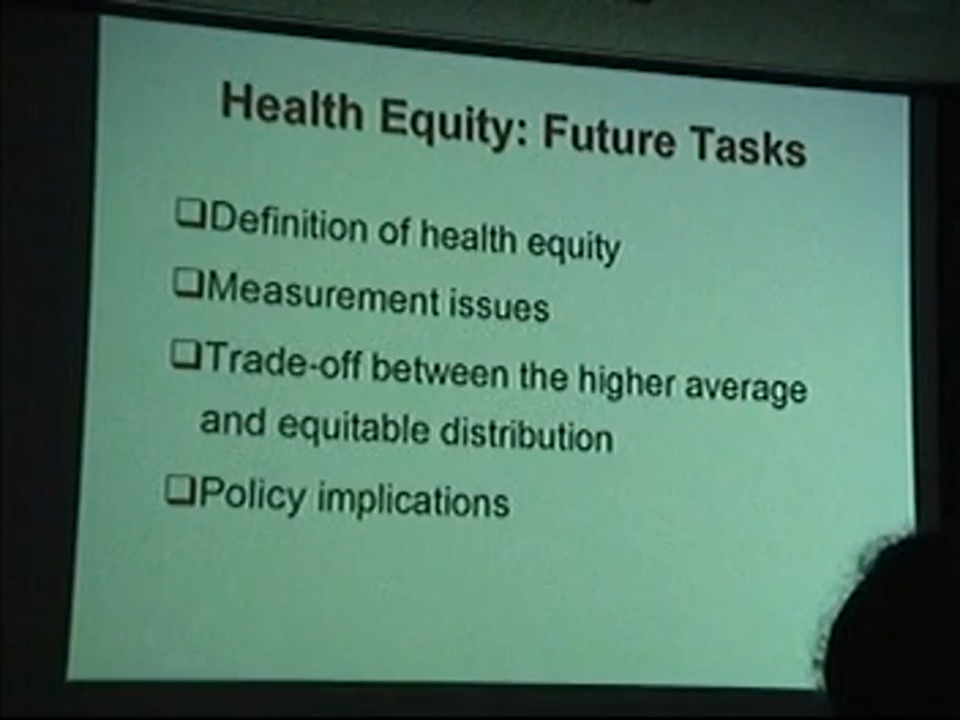 Health Equity: Future Tasks
❑Definition of health equity
❑Measurement issues
❑Trade-off between the higher average
and equitable distribution
❑Policy implications